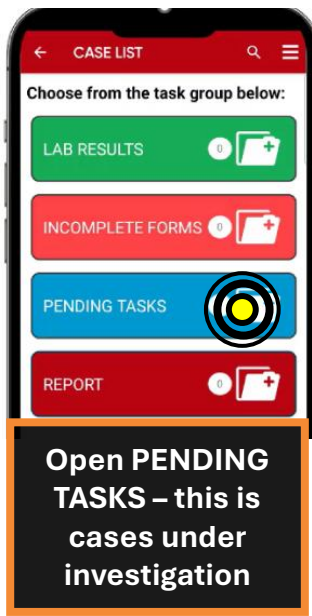 CASE LIST
Choose from the task group below:
LAB RESULTS 0
INCOMPLETE FORMS 0
PENDING TASKS
REPORT 0
Open PENDING
TASKS – this is
cases under
investigation